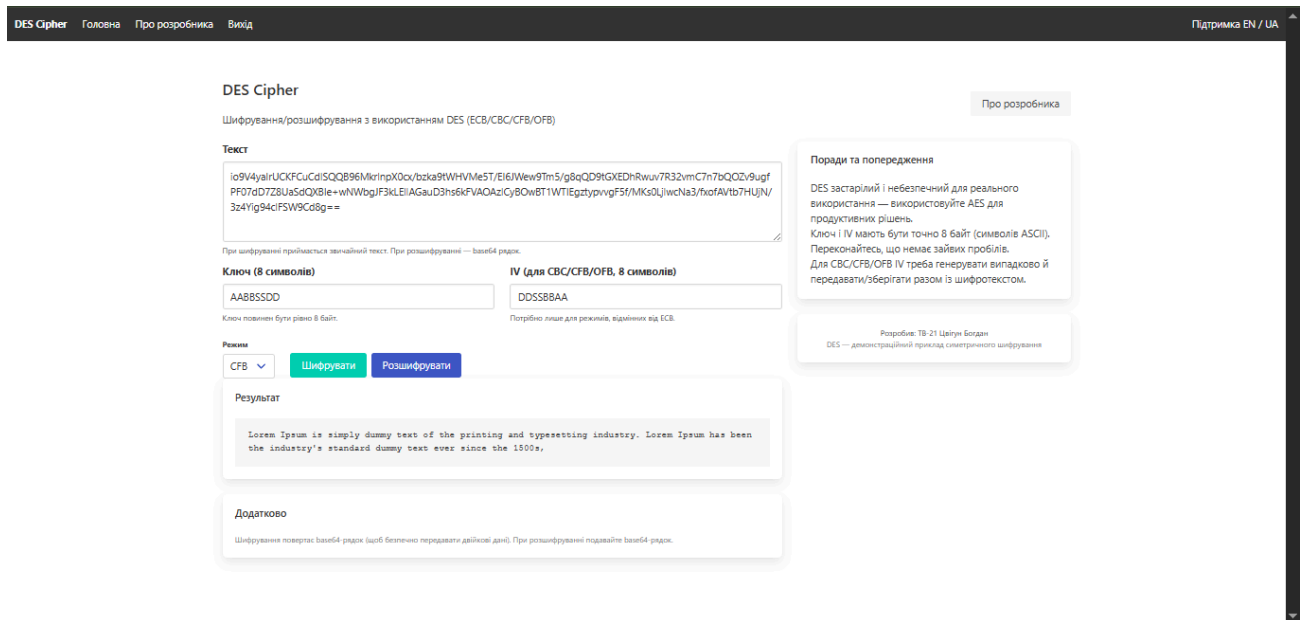 DES Cipher Головна Про розробника Вихід Підтримка EN / UA
DES Cipher
Про розробника
Шифрування/розшифрування з використанням DES (ECB/CBC/CFB/OFB)
Текст
io9V4yaIrUCKFCuCdISQQB96MkrInpX0cx/bzka9tWHVMe5T/EI6JWew9Tm5/g8qQD9tGXEDhRwuv7R32vmC7n7bQOZv9ugf
PF07dD7Z8UaSdQXBIe+wNWbgJF3kLEIIAGauD3hs6kFVAOAzICyBOwBT1WTIEgztypvvgF5f/MKs0LjIwcNa3/fxofAVtb7HUjN/
3z4Yig94ciFSW9Cd8g==
При шифруванні приймається звичайний текст. При розшифруванні — base64 рядок.
Ключ (8 символів)
AABBSSDD
Ключ повинен бути рівно 8 байт.
IV (для CBC/CFB/OFB, 8 символів)
DDSSBBAA
Потрібно лише для режимів, відмінних від ECB.
Режим
CFB Шифрувати Розшифрувати
Результат
Lorem Ipsum is simply dummy text of the printing and typesetting industry. Lorem Ipsum has been
the industry's standard dummy text ever since the 1500s,
Додатково
Шифрування повертає base64-рядок (щоб безпечно передавати двійкові дані). При розшифруванні подавайте base64-рядок.
Поради та попередження
DES застарілий і небезпечний для реального
використання — використовуйте AES для
продуктивних рішень.
Ключ і IV мають бути точно 8 байт (символів ASCII).
Переконайтесь, що немає зайвих пробілів.
Для CBC/CFB/OFB IV треба генерувати випадково й
передавати/зберігати разом із шифротекстом.
Розробив: ТВ-21 Цвігун Богдан
DES — демонстраційний приклад симетричного шифрування